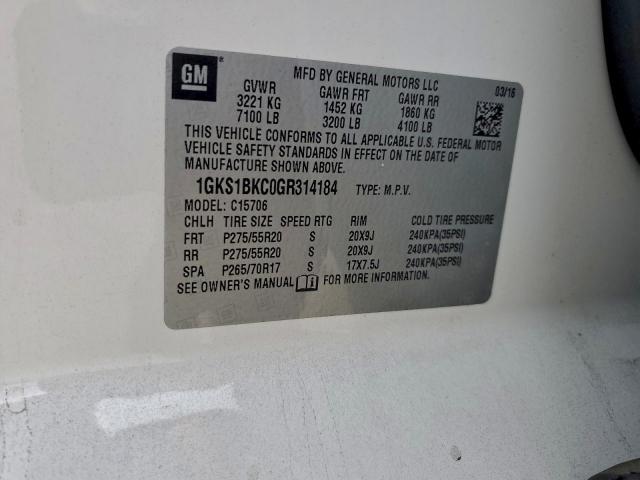 GM
MFD BY GENERAL MOTORS LLC
03/16
GVWR GAWR FRT GAWR RR
3221 KG 1452 KG 1860 KG
7100 LB 3200 LB 4100 LB
THIS VEHICLE CONFORMS TO ALL APPLICABLE U.S. FEDERAL MOTOR
VEHICLE SAFETY STANDARDS IN EFFECT ON THE DATE OF
MANUFACTURE SHOWN ABOVE.
1GKS1BKC0GR314184 TYPE: M.P.V.
MODEL: C15706
CHLH TIRE SIZE SPEED RTG RIM COLD TIRE PRESSURE
FRT P275/55R20 S 20X9J 240KPA(35PSI)
RR P275/55R20 S 20X9J 240KPA(35PSI)
SPA P265/70R17 S 17X7.5J 240KPA(35PSI)
SEE OWNER'S MANUAL FOR MORE INFORMATION.